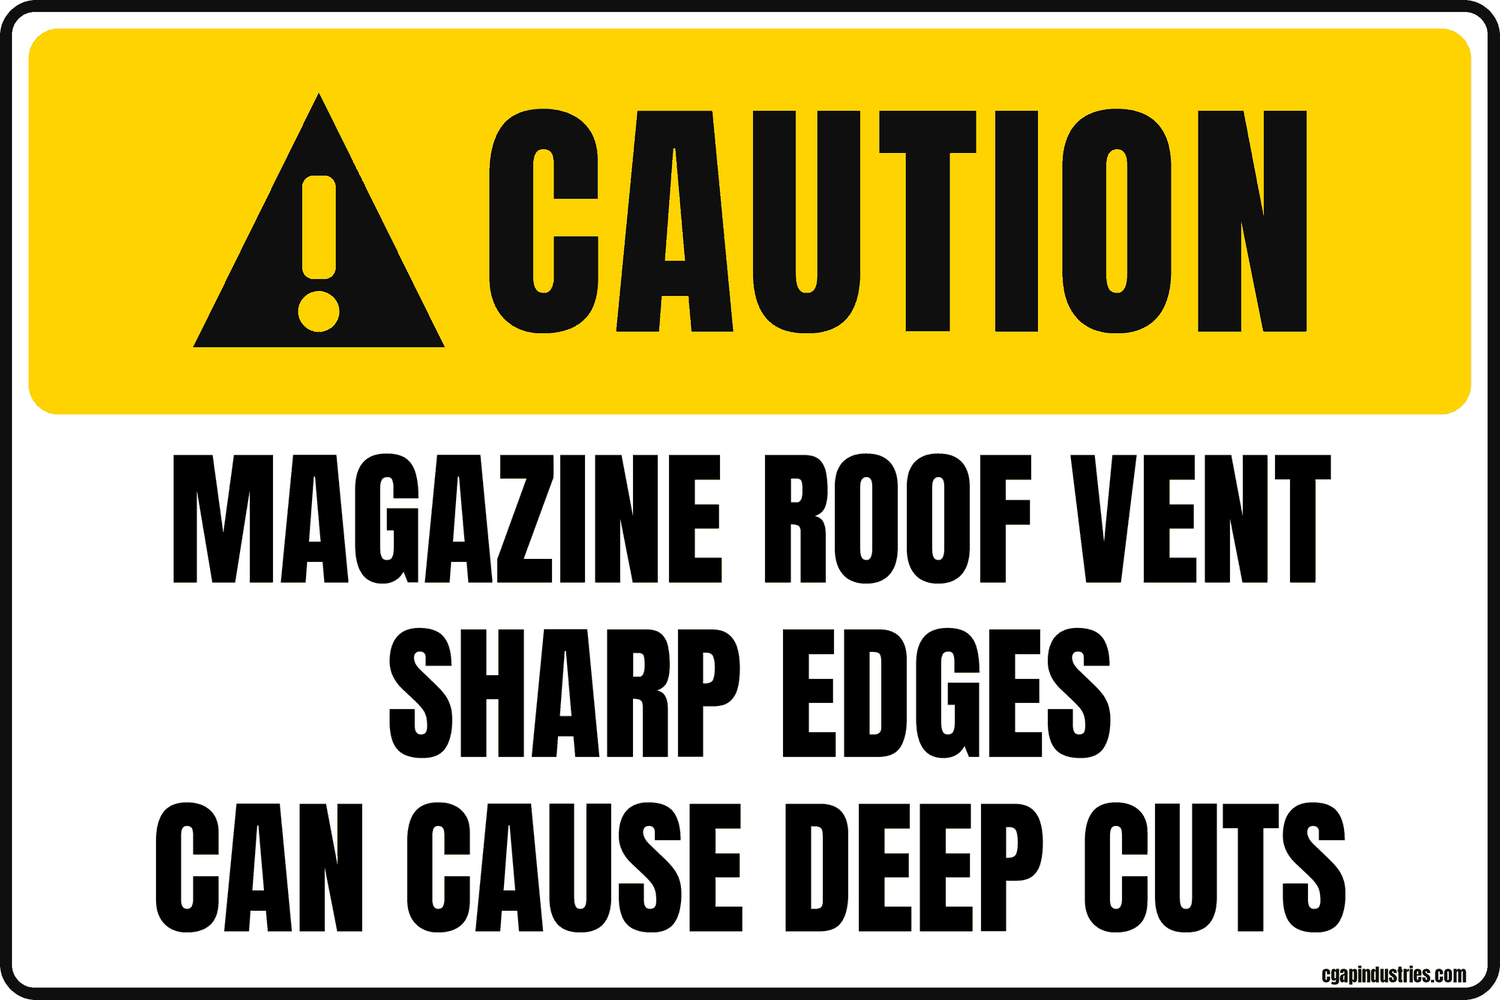 CAUTION
MAGAZINE ROOF VENT
SHARP EDGES
CAN CAUSE DEEP CUTS
cgapindustries.com